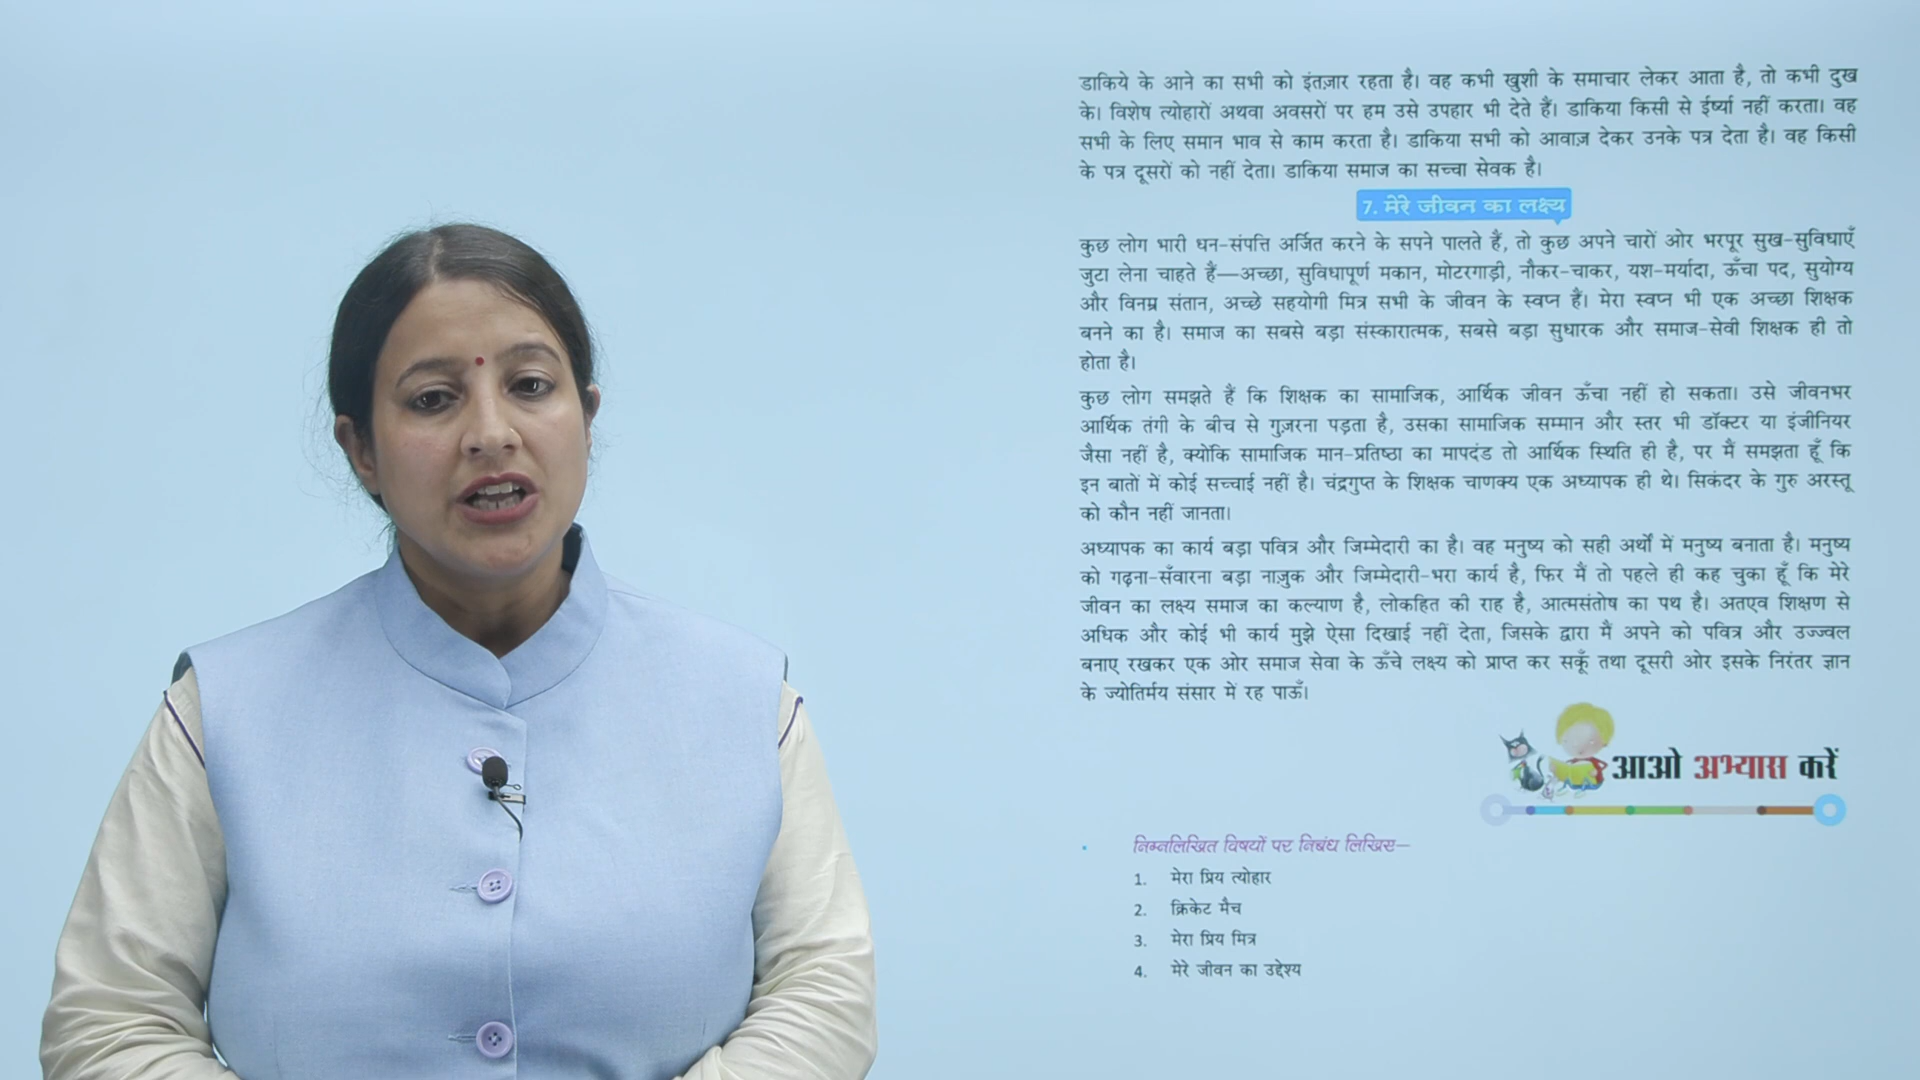 डाकिये के आने का सभी को इंतज़ार रहता है। वह कभी खुशी के समाचार लेकर आता है, तो कभी दुख
के। विशेष त्योहारों अथवा अवसरों पर हम उसे उपहार भी देते हैं। डाकिया किसी से ईर्ष्या नहीं करता। वह
सभी के लिए समान भाव से काम करता है। डाकिया सभी को आवाज़ देकर उनके पत्र देता है। वह किसी
के पत्र दूसरों को नहीं देता। डाकिया समाज का सच्चा सेवक है।
7. मेरे जीवन का लक्ष्य
कुछ लोग भारी धन-संपत्ति अर्जित करने के सपने पालते हैं, तो कुछ अपने चारों ओर भरपूर सुख-सुविधाएँ
जुटा लेना चाहते हैं—अच्छा, सुविधापूर्ण मकान, मोटरगाड़ी, नौकर-चाकर, यश-मर्यादा, ऊँचा पद, सुयोग्य
और विनम्र संतान, अच्छे सहयोगी मित्र सभी के जीवन के स्वप्न हैं। मेरा स्वप्न भी एक अच्छा शिक्षक
बनने का है। समाज का सबसे बड़ा संस्कारात्मक, सबसे बड़ा सुधारक और समाज-सेवी शिक्षक ही तो
होता है।
कुछ लोग समझते हैं कि शिक्षक का सामाजिक, आर्थिक जीवन ऊँचा नहीं हो सकता। उसे जीवनभर
आर्थिक तंगी के बीच से गुज़रना पड़ता है, उसका सामाजिक सम्मान और स्तर भी डॉक्टर या इंजीनियर
जैसा नहीं है, क्योंकि सामाजिक मान-प्रतिष्ठा का मापदंड तो आर्थिक स्थिति ही है, पर मैं समझता हूँ कि
इन बातों में कोई सच्चाई नहीं है। चंद्रगुप्त के शिक्षक चाणक्य एक अध्यापक ही थे। सिकंदर के गुरु अरस्तू
को कौन नहीं जानता।
अध्यापक का कार्य बड़ा पवित्र और जिम्मेदारी का है। वह मनुष्य को सही अर्थों में मनुष्य बनाता है। मनुष्य
को गढ़ना-सँवारना बड़ा नाज़ुक और जिम्मेदारी-भरा कार्य है, फिर मैं तो पहले ही कह चुका हूँ कि मेरे
जीवन का लक्ष्य समाज का कल्याण है, लोकहित की राह है, आत्मसंतोष का पथ है। अतएव शिक्षण से
अधिक और कोई भी कार्य मुझे ऐसा दिखाई नहीं देता, जिसके द्वारा मैं अपने को पवित्र और उज्ज्वल
बनाए रखकर एक ओर समाज सेवा के ऊँचे लक्ष्य को प्राप्त कर सकूँ तथा दूसरी ओर इसके निरंतर ज्ञान
के ज्योतिर्मय संसार में रह पाऊँ।
आओ अभ्यास करें
निम्नलिखित विषयों पर निबंध लिखिए—
1. मेरा प्रिय त्योहार
2. क्रिकेट मैच
3. मेरा प्रिय मित्र
4. मेरे जीवन का उद्देश्य